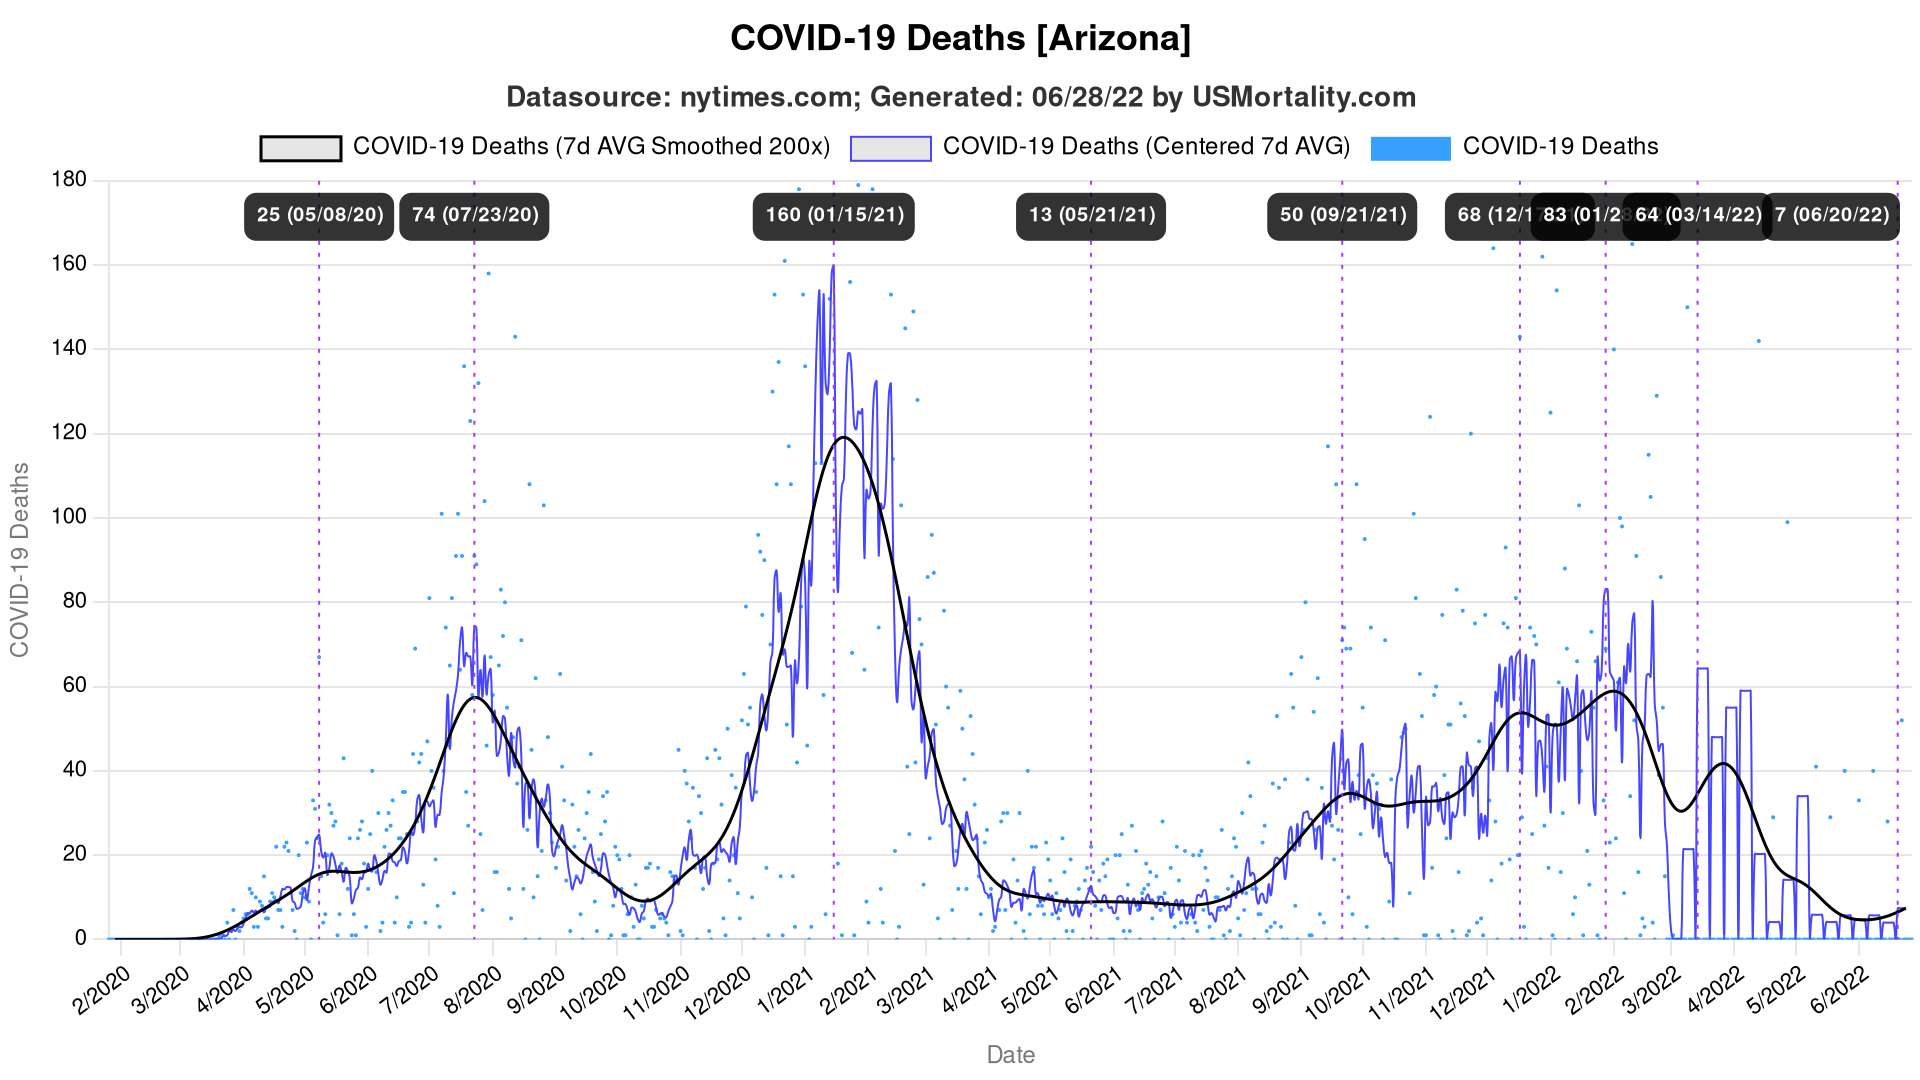 COVID-19 Deaths [Arizona]
Datasource: nytimes.com; Generated: 06/28/22 by USMortality.com
COVID-19 Deaths (7d AVG Smoothed 200x) COVID-19 Deaths (Centered 7d AVG) COVID-19 Deaths
25 (05/08/20) 74 (07/23/20) 160 (01/15/21) 13 (05/21/21) 50 (09/21/21) 68 (12/17 83 (01/28 64 (03/14/22) 7 (06/20/22)
COVID-19 Deaths
180
160
140
120
100
80
60
40
20
0
2/2020 3/2020 4/2020 5/2020 6/2020 7/2020 8/2020 9/2020 10/2020 11/2020 12/2020 1/2021 2/2021 3/2021 4/2021 5/2021 6/2021 7/2021 8/2021 9/2021 10/2021 11/2021 12/2021 1/2022 2/2022 3/2022 4/2022 5/2022 6/2022
Date